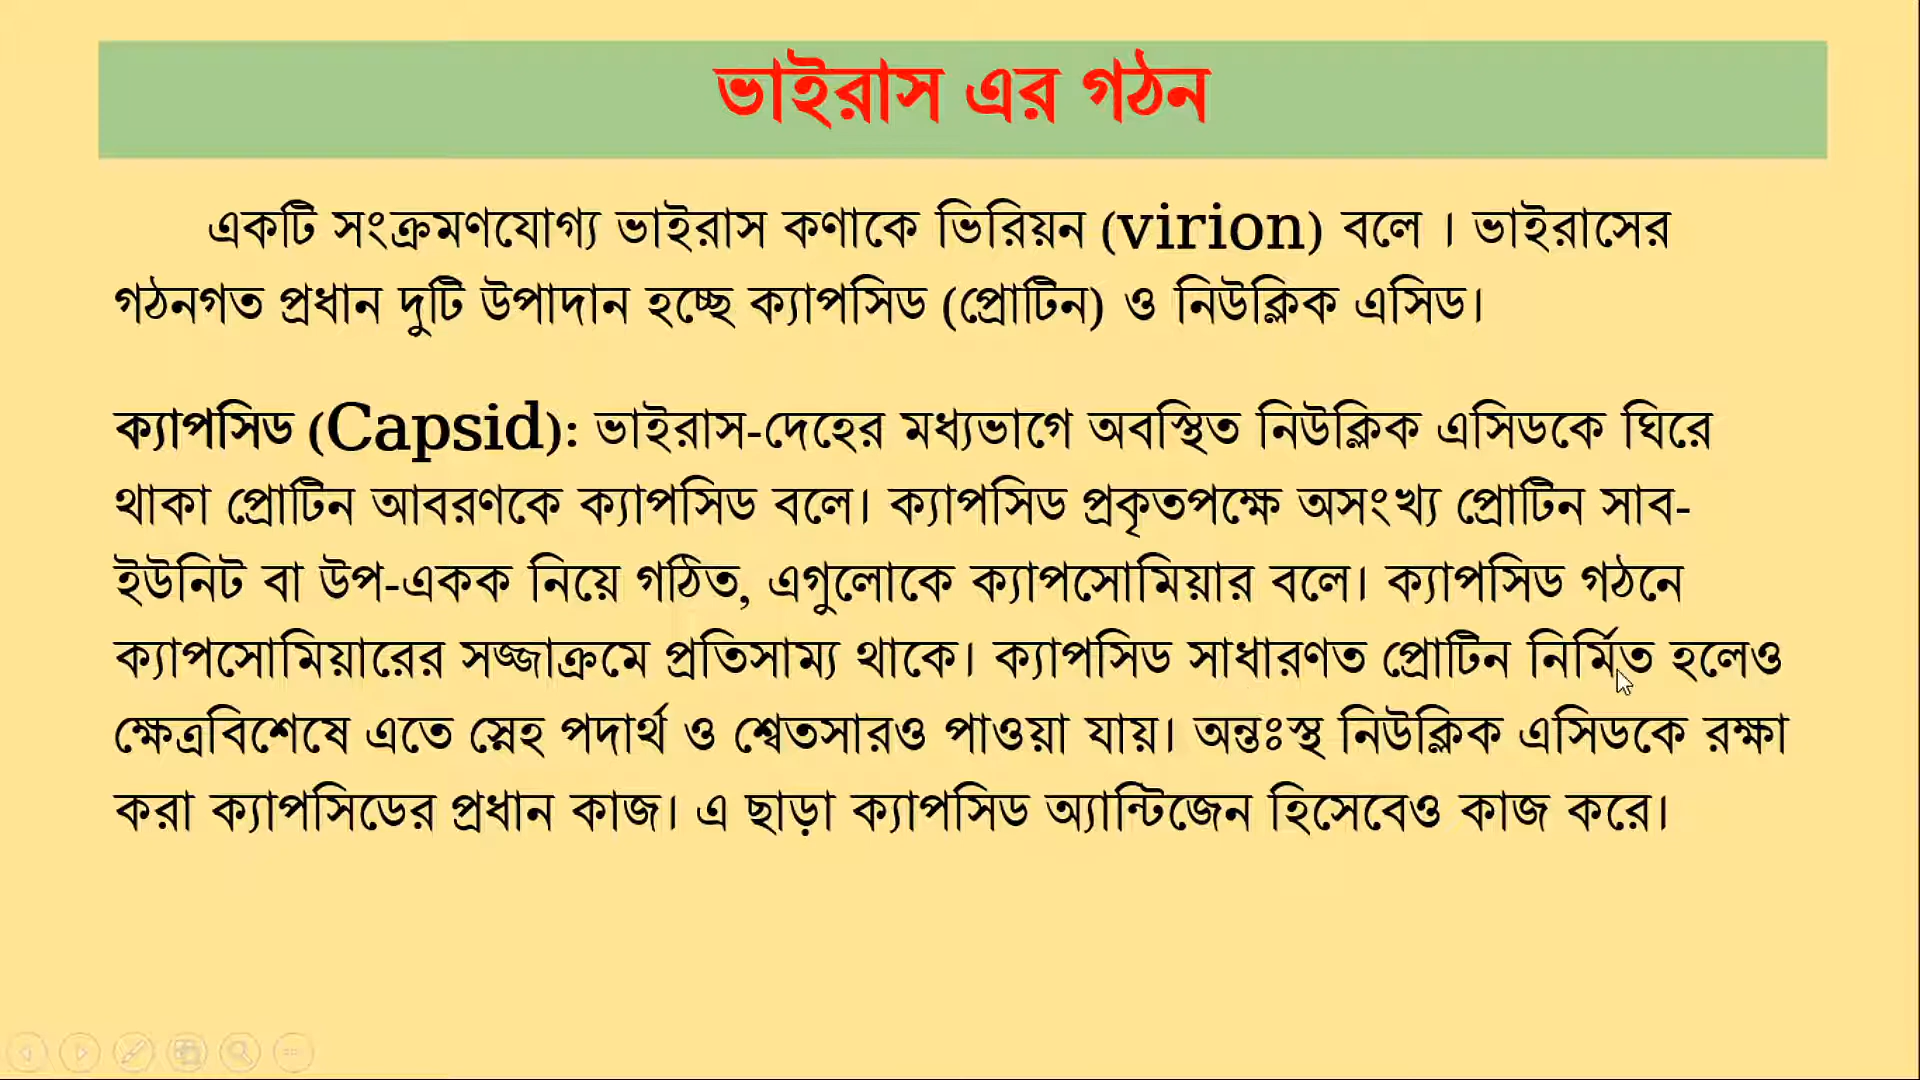 ভাইরাস এর গঠন
একটি সংক্রমণযোগ্য ভাইরাস কণাকে ভিরিয়ন (virion) বলে । ভাইরাসের
গঠনগত প্রধান দুটি উপাদান হচ্ছে ক্যাপসিড (প্রোটিন) ও নিউক্লিক এসিড।
ক্যাপসিড (Capsid): ভাইরাস-দেহের মধ্যভাগে অবস্থিত নিউক্লিক এসিডকে ঘিরে
থাকা প্রোটিন আবরণকে ক্যাপসিড বলে। ক্যাপসিড প্রকৃতপক্ষে অসংখ্য প্রোটিন সাব-
ইউনিট বা উপ-একক নিয়ে গঠিত, এগুলোকে ক্যাপসোমিয়ার বলে। ক্যাপসিড গঠনে
ক্যাপসোমিয়ারের সজ্জাক্রমে প্রতিসাম্য থাকে। ক্যাপসিড সাধারণত প্রোটিন নির্মিত হলেও
ক্ষেত্রবিশেষে এতে স্নেহ পদার্থ ও শ্বেতসারও পাওয়া যায়। অন্তঃস্থ নিউক্লিক এসিডকে রক্ষা
করা ক্যাপসিডের প্রধান কাজ। এ ছাড়া ক্যাপসিড অ্যান্টিজেন হিসেবেও কাজ করে।